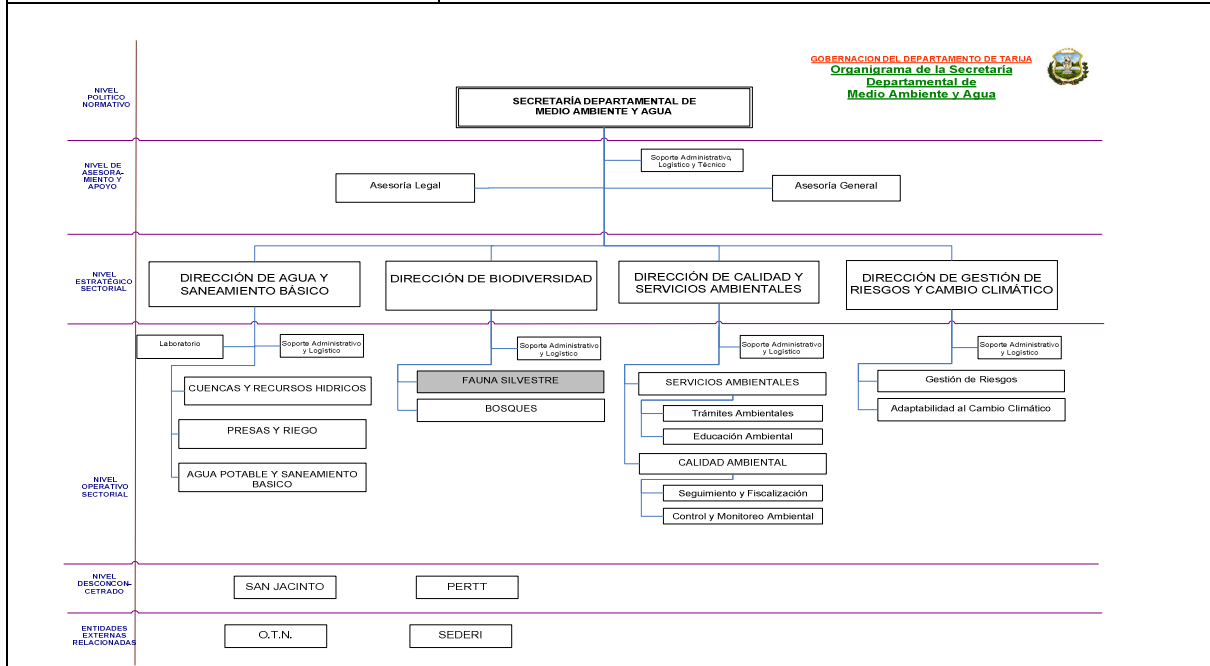 GOBERNACION DEL DEPARTAMENTO DE TARIJA
Organigrama de la Secretaría
Departamental de
Medio Ambiente y Agua
NIVEL
POLITICO
NORMATIVO
SECRETARÍA DEPARTAMENTAL DE
MEDIO AMBIENTE Y AGUA
NIVEL DE
ASESORA-
MIENTO Y
APOYO
Soporte Administrativo,
Logístico y Técnico
Asesoría Legal
Asesoría General
NIVEL
ESTRATÉGICO
SECTORIAL
DIRECCIÓN DE AGUA Y
SANEAMIENTO BÁSICO
DIRECCIÓN DE BIODIVERSIDAD
DIRECCIÓN DE CALIDAD Y
SERVICIOS AMBIENTALES
DIRECCIÓN DE GESTIÓN DE
RIESGOS Y CAMBIO CLIMÁTICO
Laboratorio
Soporte Administrativo
y Logístico
Soporte Administrativo
y Logístico
Soporte Administrativo
y Logístico
Soporte Administrativo
y Logístico
CUENCAS Y RECURSOS HIDRICOS
PRESAS Y RIEGO
AGUA POTABLE Y SANEAMIENTO
BASICO
FAUNA SILVESTRE
BOSQUES
SERVICIOS AMBIENTALES
Trámites Ambientales
Educación Ambiental
CALIDAD AMBIENTAL
Seguimiento y Fiscalización
Control y Monitoreo Ambiental
Gestión de Riesgos
Adaptabilidad al Cambio Climático
NIVEL
OPERATIVO
SECTORIAL
NIVEL
DESCONCON-
CETRADO
SAN JACINTO
PERTT
ENTIDADES
EXTERNAS
RELACIONADAS
O.T.N.
SEDERI